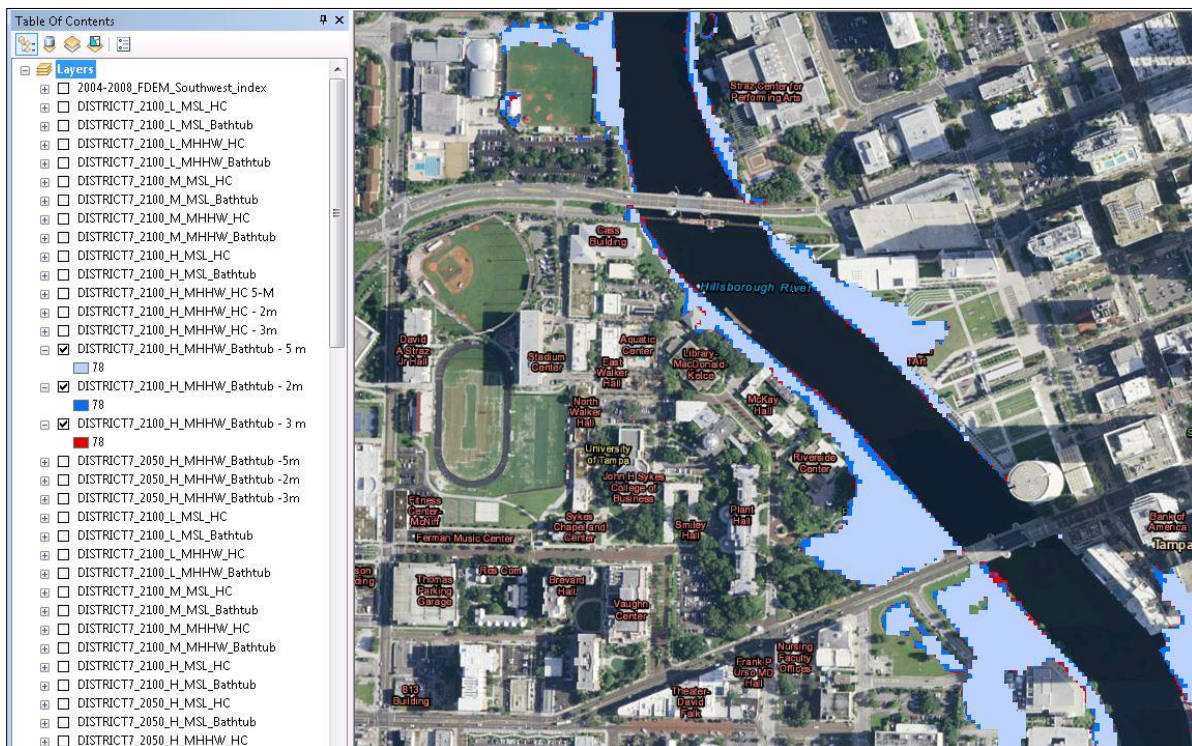 Table Of Contents
Layers
2004-2008_FDEM_Southwest_index
DISTRICT7_2100_L_MSL_HC
DISTRICT7_2100_L_MSL_Bathtub
DISTRICT7_2100_L_MHHW_HC
DISTRICT7_2100_L_MHHW_Bathtub
DISTRICT7_2100_M_MSL_HC
DISTRICT7_2100_M_MSL_Bathtub
DISTRICT7_2100_M_MHHW_HC
DISTRICT7_2100_M_MHHW_Bathtub
DISTRICT7_2100_H_MSL_HC
DISTRICT7_2100_H_MSL_Bathtub
DISTRICT7_2100_H_MHHW_HC 5-M
DISTRICT7_2100_H_MHHW_HC - 2m
DISTRICT7_2100_H_MHHW_HC - 3m
DISTRICT7_2100_H_MHHW_Bathtub - 5 m
78
DISTRICT7_2100_H_MHHW_Bathtub - 2m
78
DISTRICT7_2100_H_MHHW_Bathtub - 3 m
78
DISTRICT7_2050_H_MHHW_Bathtub -5m
DISTRICT7_2050_H_MHHW_Bathtub -2m
DISTRICT7_2050_H_MHHW_Bathtub -3m
DISTRICT7_2100_L_MSL_HC
DISTRICT7_2100_L_MSL_Bathtub
DISTRICT7_2100_L_MHHW_HC
DISTRICT7_2100_L_MHHW_Bathtub
DISTRICT7_2100_M_MSL_HC
DISTRICT7_2100_M_MSL_Bathtub
DISTRICT7_2100_M_MHHW_HC
DISTRICT7_2100_M_MHHW_Bathtub
DISTRICT7_2100_H_MSL_HC
DISTRICT7_2100_H_MSL_Bathtub
DISTRICT7_2050_H_MSL_HC
DISTRICT7_2050_H_MSL_Bathtub
DISTRICT7_2050_H_MHHW_HC
Straz Center for
Performing Arts
Cass
Building
Hillsborough River
David
A Straz
Jr Hall
Stadium
Center
Aquatic
Center
East
Walker
Hall
Library-
MacDonald-
Kelce
f'Art
McKay
Hall
North
Walker
Hall
University
of Tampa
Riverside
Center
John H Sykes
College of
Business
Plant
Hall
Fitness
Center-
McNiff
Ferman Music Center
Sykes
Chapel and
Center
Smiley
Hall
Bank of
America
Tampa
Thomas
Parking
Garage
Res Com
Brevard
Hall
Vaughn
Center
Nursing
Faculty
Offices
Frank P
Urso MD
Hall
813
Building
Theater-
David
Falk